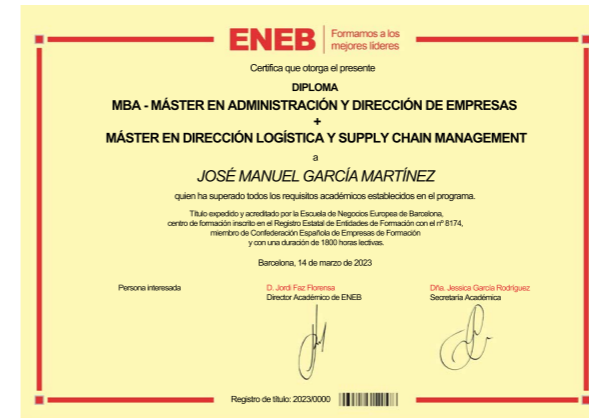 ENEB
Formamos a los
mejores líderes
Certifica que otorga el presente
DIPLOMA
MBA - MÁSTER EN ADMINISTRACIÓN Y DIRECCIÓN DE EMPRESAS
+
MÁSTER EN DIRECCIÓN LOGÍSTICA Y SUPPLY CHAIN MANAGEMENT
a
JOSÉ MANUEL GARCÍA MARTÍNEZ
quien ha superado todos los requisitos académicos establecidos en el programa.
Título expedido y acreditado por la Escuela de Negocios Europea de Barcelona,
centro de formación inscrito en el Registro Estatal de Entidades de Formación con el nº 8174,
miembro de Confederación Española de Empresas de Formación
y con una duración de 1800 horas lectivas.
Barcelona, 14 de marzo de 2023
Persona interesada
D. Jordi Faz Florensa
Director Académico de ENEB
Dña. Jessica García Rodríguez
Secretaría Académica
Registro de título: 2023/0000